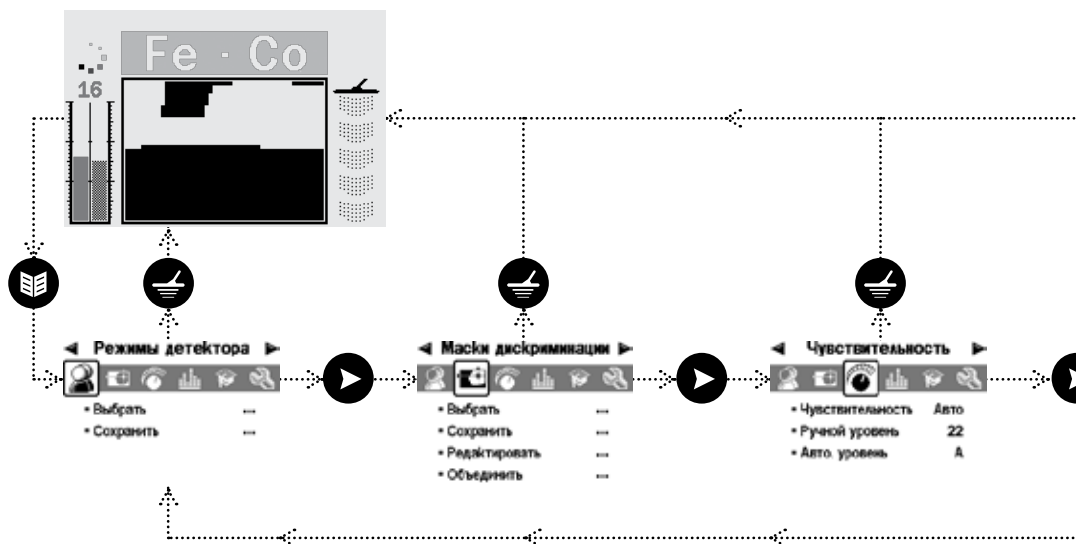 Fe · Co
16
Режимы детектора
Выбрать ...
Сохранить ...
Маски дискриминации
Выбрать ...
Сохранить ...
Редактировать ...
Объединить ...
Чувствительность
Чувствительность Авто
Ручной уровень 22
Авто. уровень А